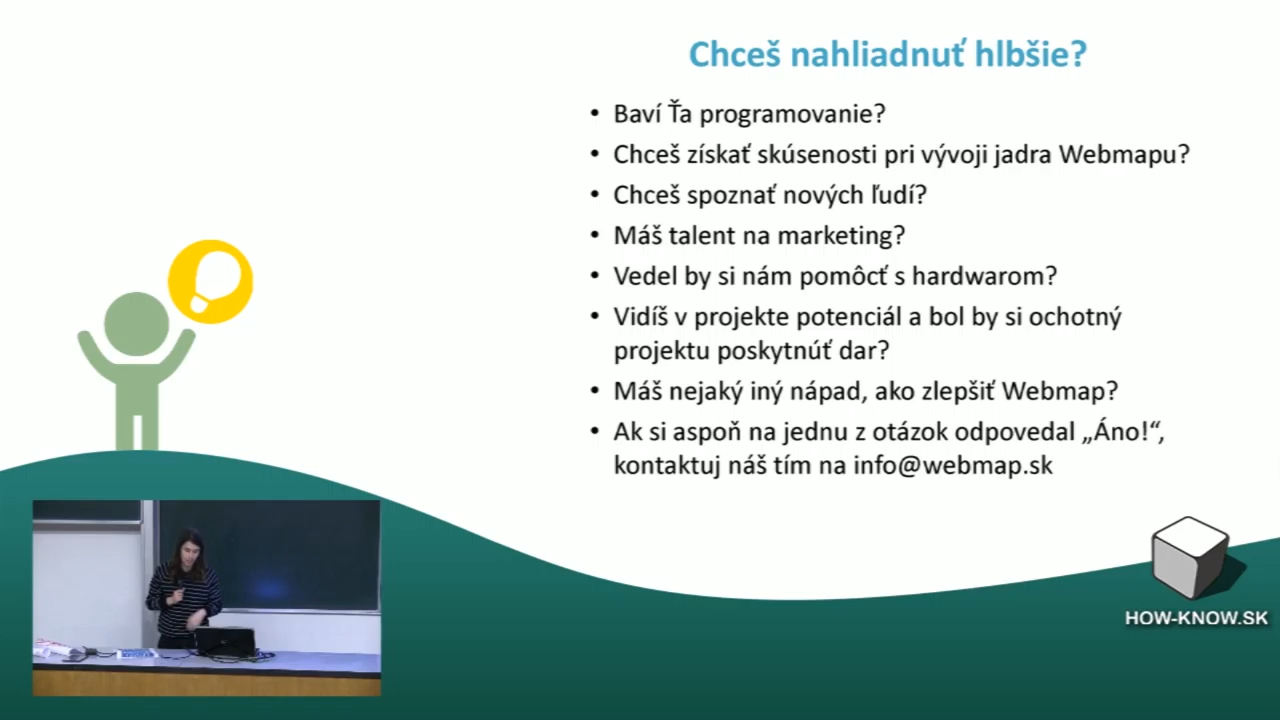 Chceš nahliadnuť hlbšie?
• Baví Ťa programovanie?
• Chceš získať skúsenosti pri vývoji jadra Webmapu?
• Chceš spoznať nových ľudí?
• Máš talent na marketing?
• Vedel by si nám pomôcť s hardwarom?
• Vidíš v projekte potenciál a bol by si ochotný
projektu poskytnúť dar?
• Máš nejaký iný nápad, ako zlepšiť Webmap?
• Ak si aspoň na jednu z otázok odpovedal „Áno!“,
kontaktuj náš tím na info@webmap.sk
HOW-KNOW.SK